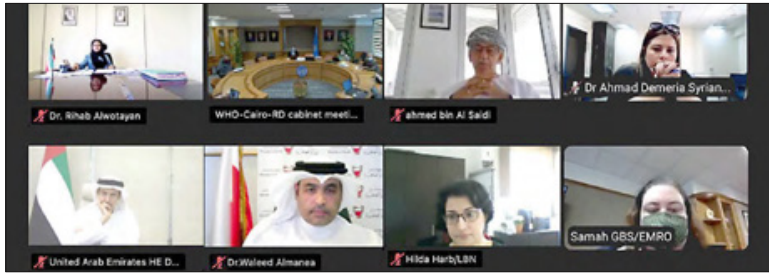 Dr. Rihab Alwotayan
WHO-Cairo-RD cabinet meeti...
ahmed bin Al Saidi
Dr Ahmad Demeria Syrian...
United Arab Emirates HE D...
Dr.Waleed Almanea
Hilda Harb/LBN
Samah GBS/EMRO